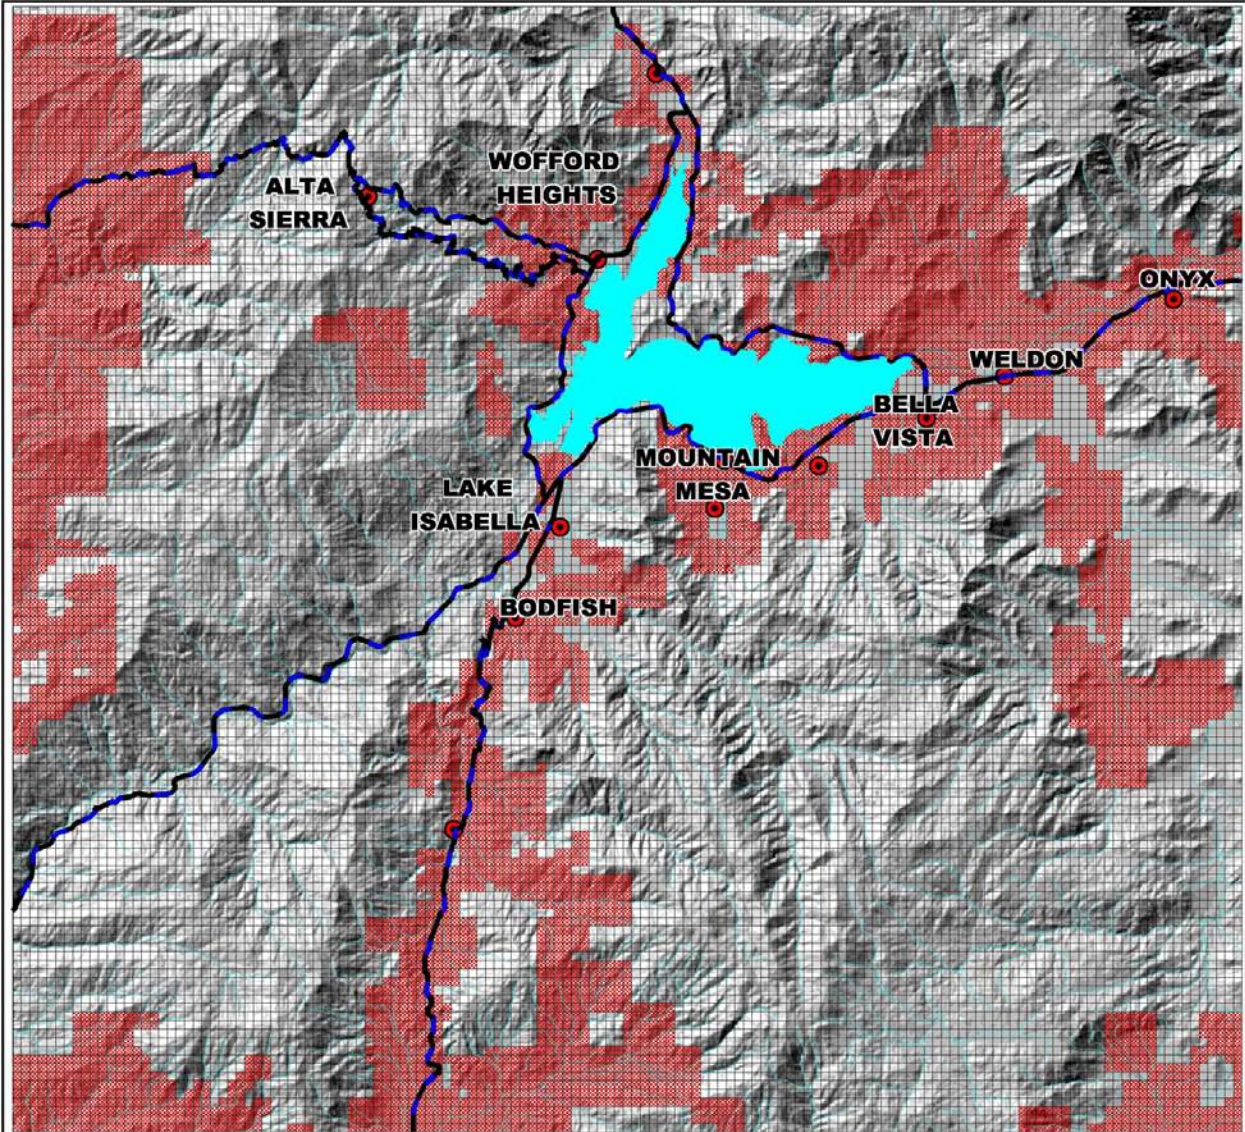 WOFFORD
HEIGHTS
ALTA
SIERRA
ONYX
WELDON
BELLA
VISTA
MOUNTAIN
MESA
LAKE
ISABELLA
BODFISH